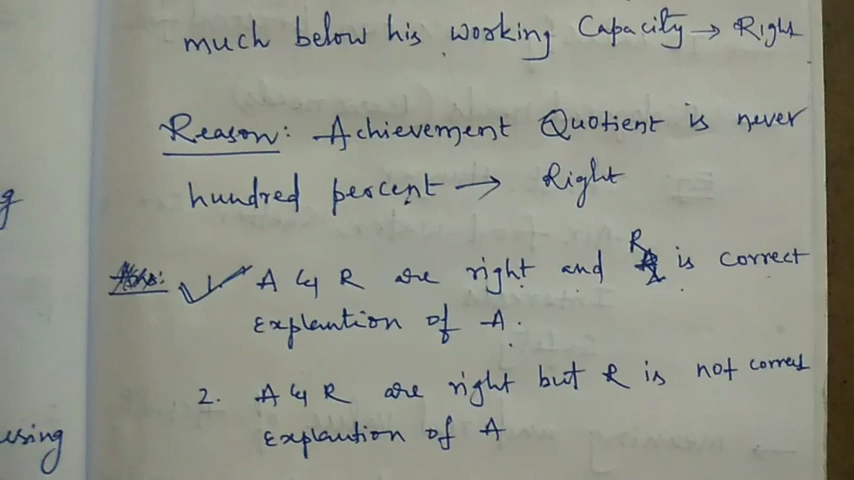 much below his working Capacity → Right
Reason: Achievement Quotient is never
hundred percent → Right
g
1. A & R are right and R is correct
explantion of A.
2. A & R are right but R is not correct
explantion of A
using